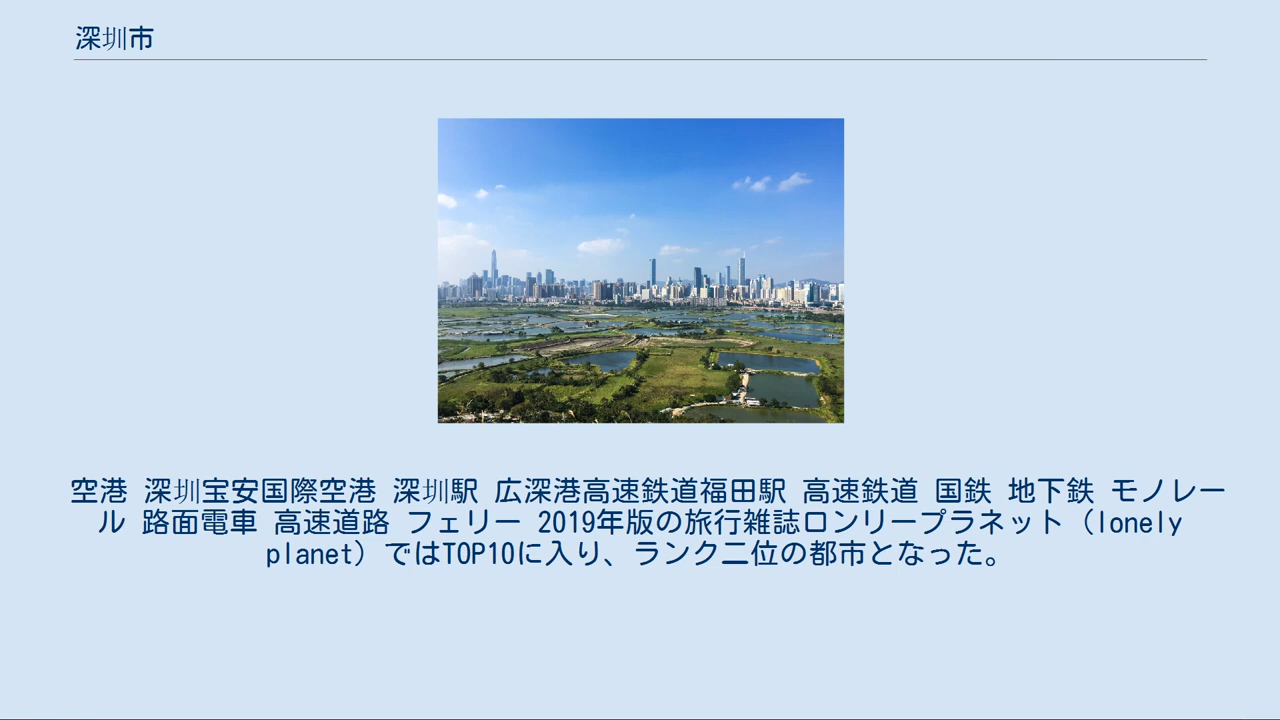 深圳市
空港 深圳宝安国際空港 深圳駅 広深港高速鉄道福田駅 高速鉄道 国鉄 地下鉄 モノレー
ル 路面電車 高速道路 フェリー 2019年版の旅行雑誌ロンリープラネット（lonely
planet）ではTOP10に入り、ランク二位の都市となった。